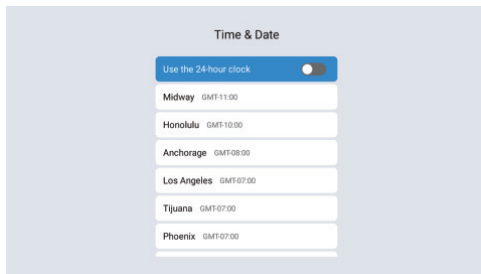 Time & Date
Use the 24-hour clock
Midway GMT-11:00
Honolulu GMT-10:00
Anchorage GMT-08:00
Los Angeles GMT-07:00
Tijuana GMT-07:00
Phoenix GMT-07:00